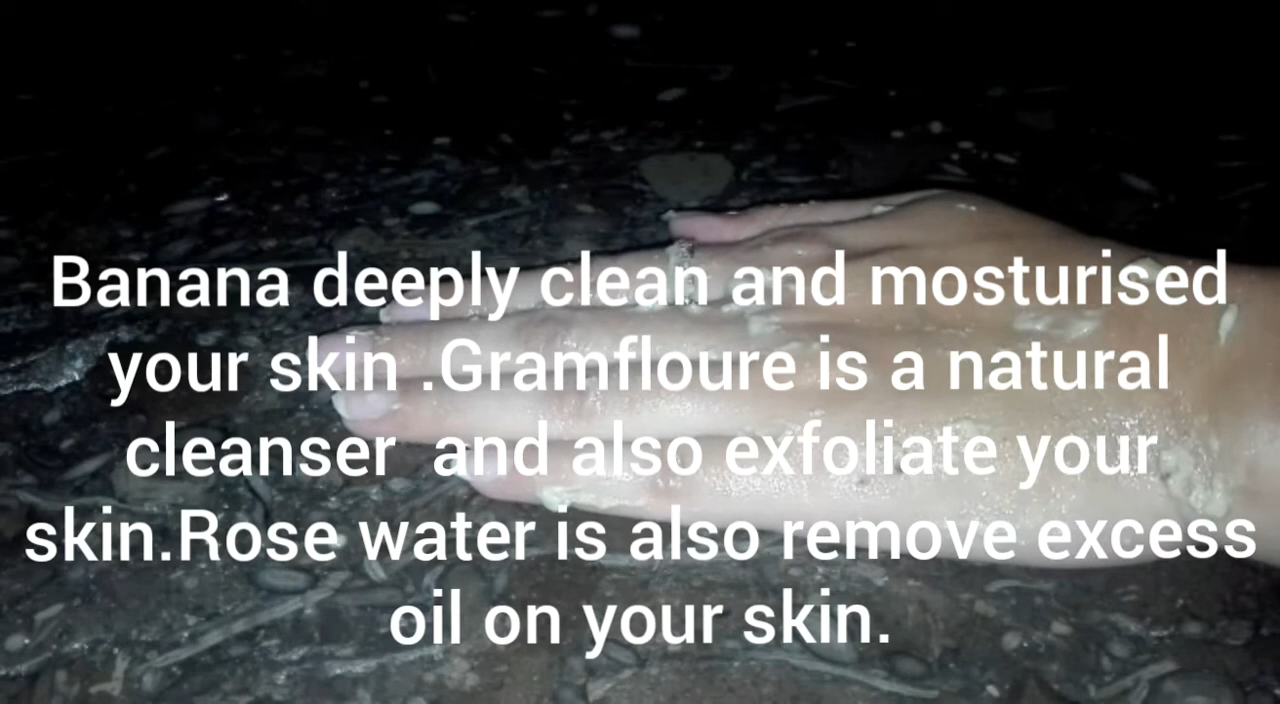 Banana deeply clean and mosturised
your skin .Gramfloure is a natural
cleanser  and also exfoliate your
skin.Rose water is also remove excess
oil on your skin.